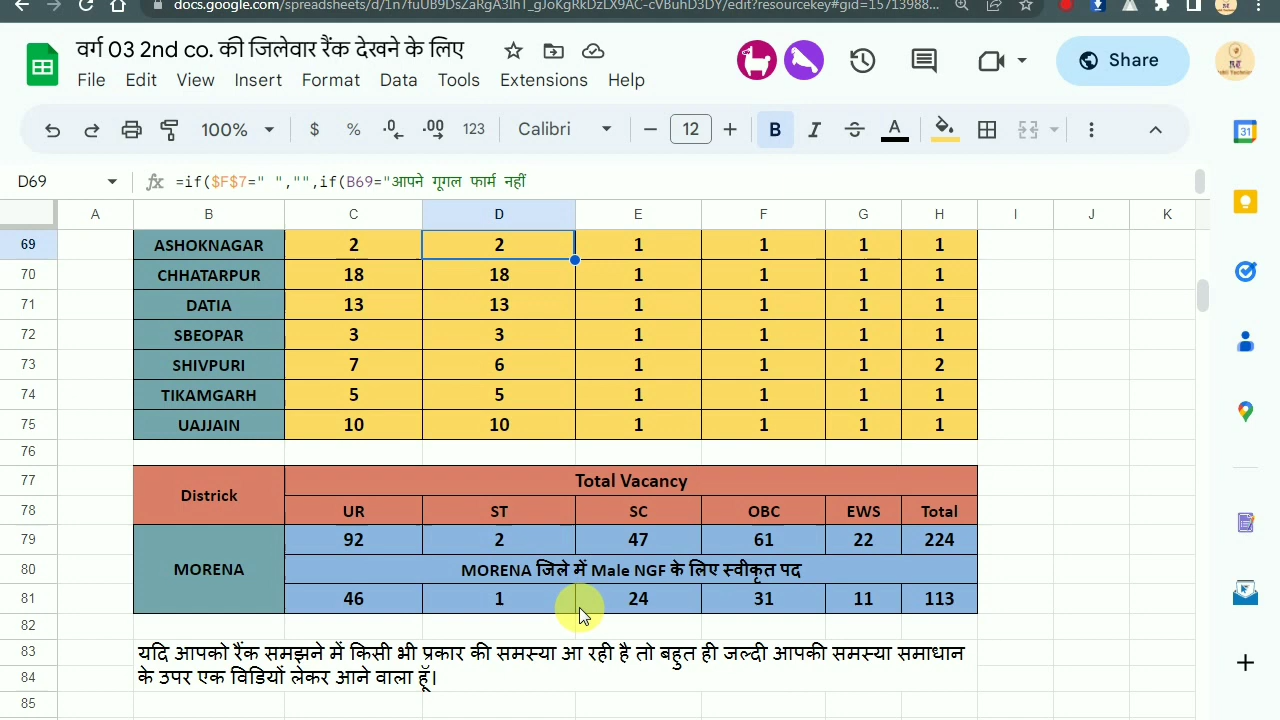 docs.google.com/spreadsheets/d/1n7fuUB9DsZaRgA3IhT_gJoKgRkDzLX9AC-cVBuhD3DY/edit?resourcekey#gid=15713988...
वर्ग 03 2nd co. की जिलेवार रैंक देखने के लिए
Share
File Edit View Insert Format Data Tools Extensions Help
100% $ % .0 .00 123 Calibri 12 B I A
D69 fx =if($F$7=" ","",if(B69="आपने गूगल फार्म नहीं
31
A B C D E F G H I J K
69 ASHOKNAGAR 2 2 1 1 1 1
70 CHHATARPUR 18 18 1 1 1 1
71 DATIA 13 13 1 1 1 1
72 SBEOPAR 3 3 1 1 1 1
73 SHIVPURI 7 6 1 1 1 2
74 TIKAMGARH 5 5 1 1 1 1
75 UAJJAIN 10 10 1 1 1 1
76
77 Districk Total Vacancy
78 UR ST SC OBC EWS Total
79 92 2 47 61 22 224
80 MORENA MORENA जिले में Male NGF के लिए स्वीकृत पद
81 46 1 24 31 11 113
82
83 यदि आपको रैंक समझने में किसी भी प्रकार की समस्या आ रही है तो बहुत ही जल्दी आपकी समस्या समाधान
84 के उपर एक विडियों लेकर आने वाला हूॅ।
85